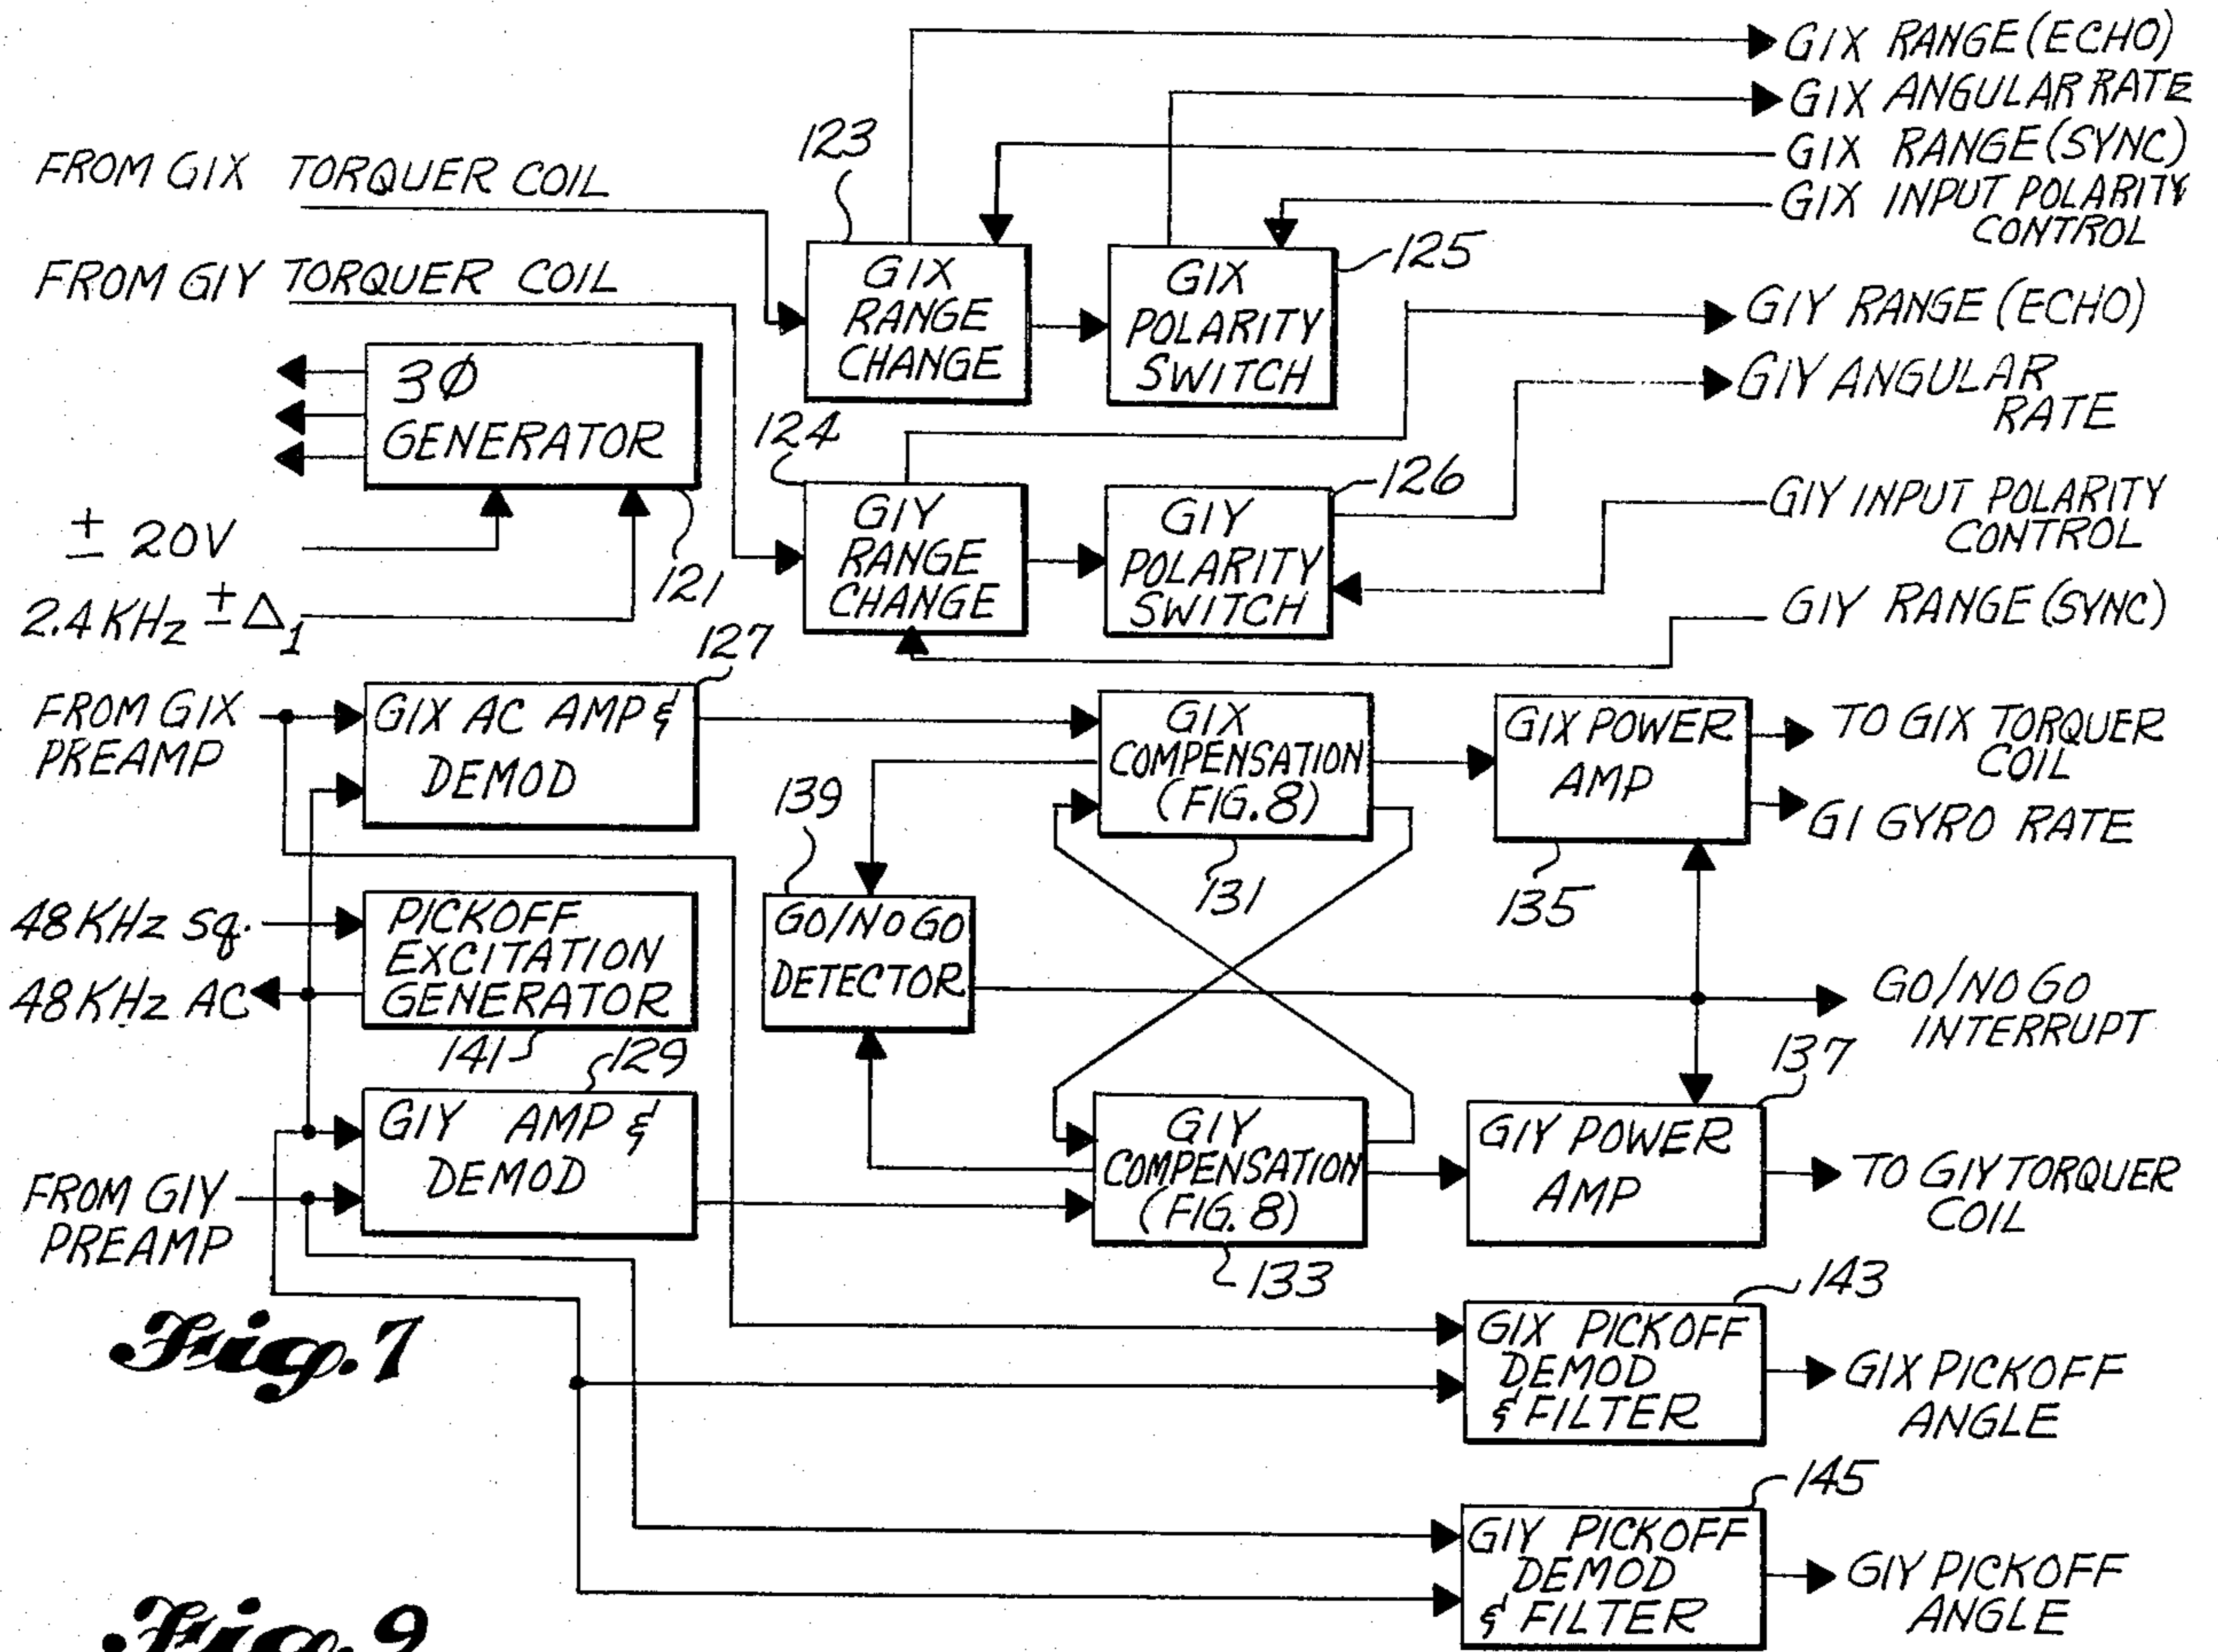 GIX RANGE (ECHO)
GIX ANGULAR RATE
GIX RANGE (SYNC)
GIX INPUT POLARITY
CONTROL
123
FROM GIX TORQUER COIL
GIX
RANGE
CHANGE
GIX
POLARITY
SWITCH
125
FROM GIY TORQUER COIL
GIY RANGE (ECHO)
GIY ANGULAR
RATE
3Ø
GENERATOR
124
126
GIY
RANGE
CHANGE
GIY
POLARITY
SWITCH
GIY INPUT POLARITY
CONTROL
± 20V
2.4 KHz ± Δ1
121
GIY RANGE (SYNC)
127
FROM GIX
PREAMP
GIX AC AMP &
DEMOD
GIX
COMPENSATION
(FIG. 8)
GIX POWER
AMP
TO GIX TORQUER
COIL
GI GYRO RATE
139
131
135
48 KHz Sq.
48 KHz AC
PICKOFF
EXCITATION
GENERATOR
GO/NO GO
DETECTOR
GO/NO GO
INTERRUPT
141
129
137
GIY AMP &
DEMOD
FROM GIY
PREAMP
GIY
COMPENSATION
(FIG. 8)
GIY POWER
AMP
TO GIY TORQUER
COIL
133
143
Fig. 7
GIX PICKOFF
DEMOD
& FILTER
GIX PICKOFF
ANGLE
145
GIY PICKOFF
DEMOD
& FILTER
GIY PICKOFF
ANGLE
Fig. 9